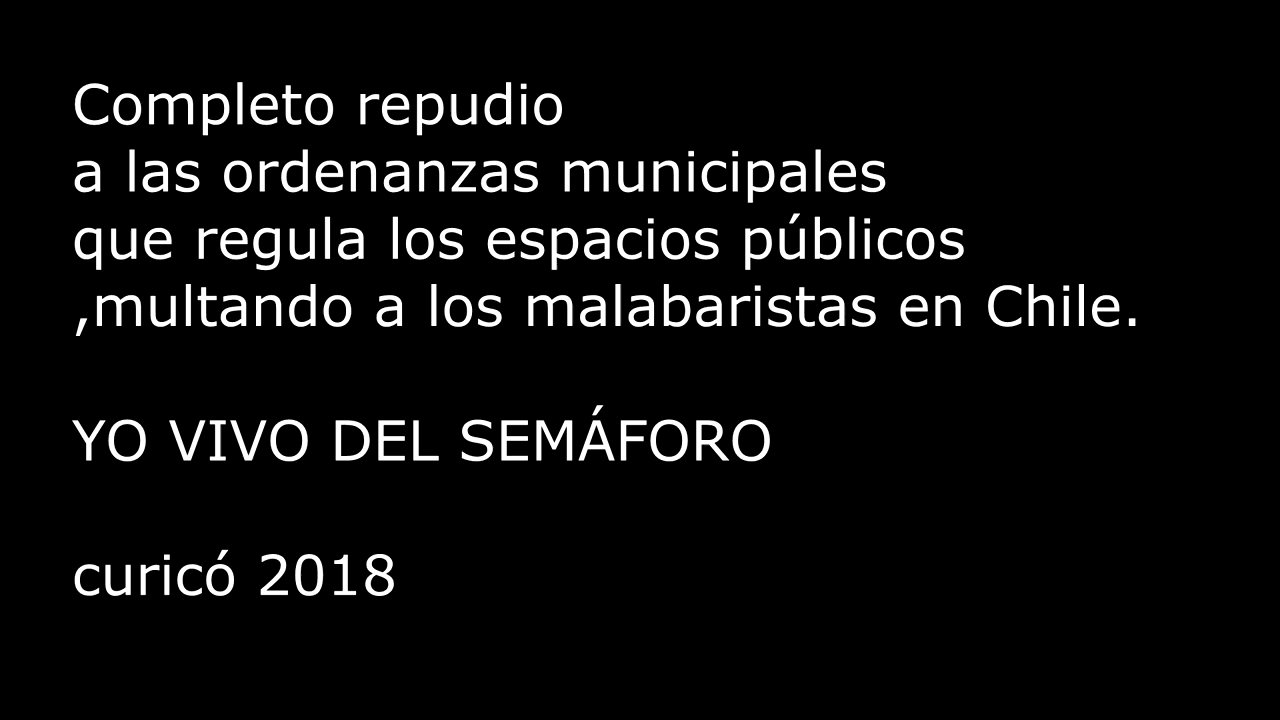 Completo repudio
a las ordenanzas municipales
que regula los espacios públicos
,multando a los malabaristas en Chile.
YO VIVO DEL SEMÁFORO
curicó 2018